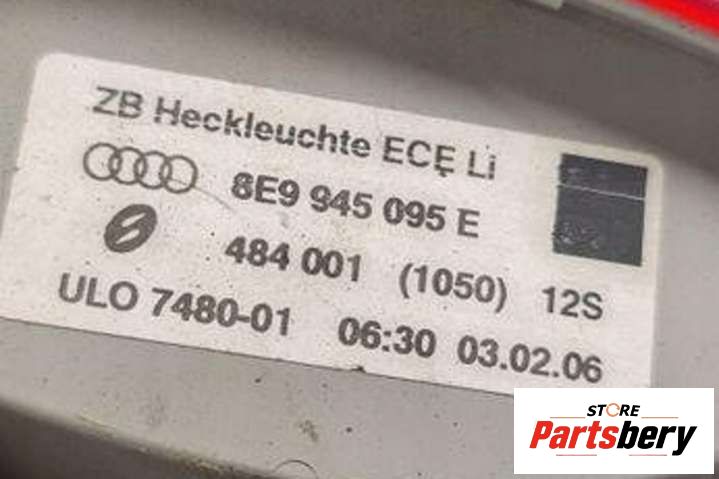 ZB Heckleuchte ECE Li
8E9 945 095 E
484 001 (1050) 12S
ULO 7480-01 06:30 03.02.06
STORE
Partsbery